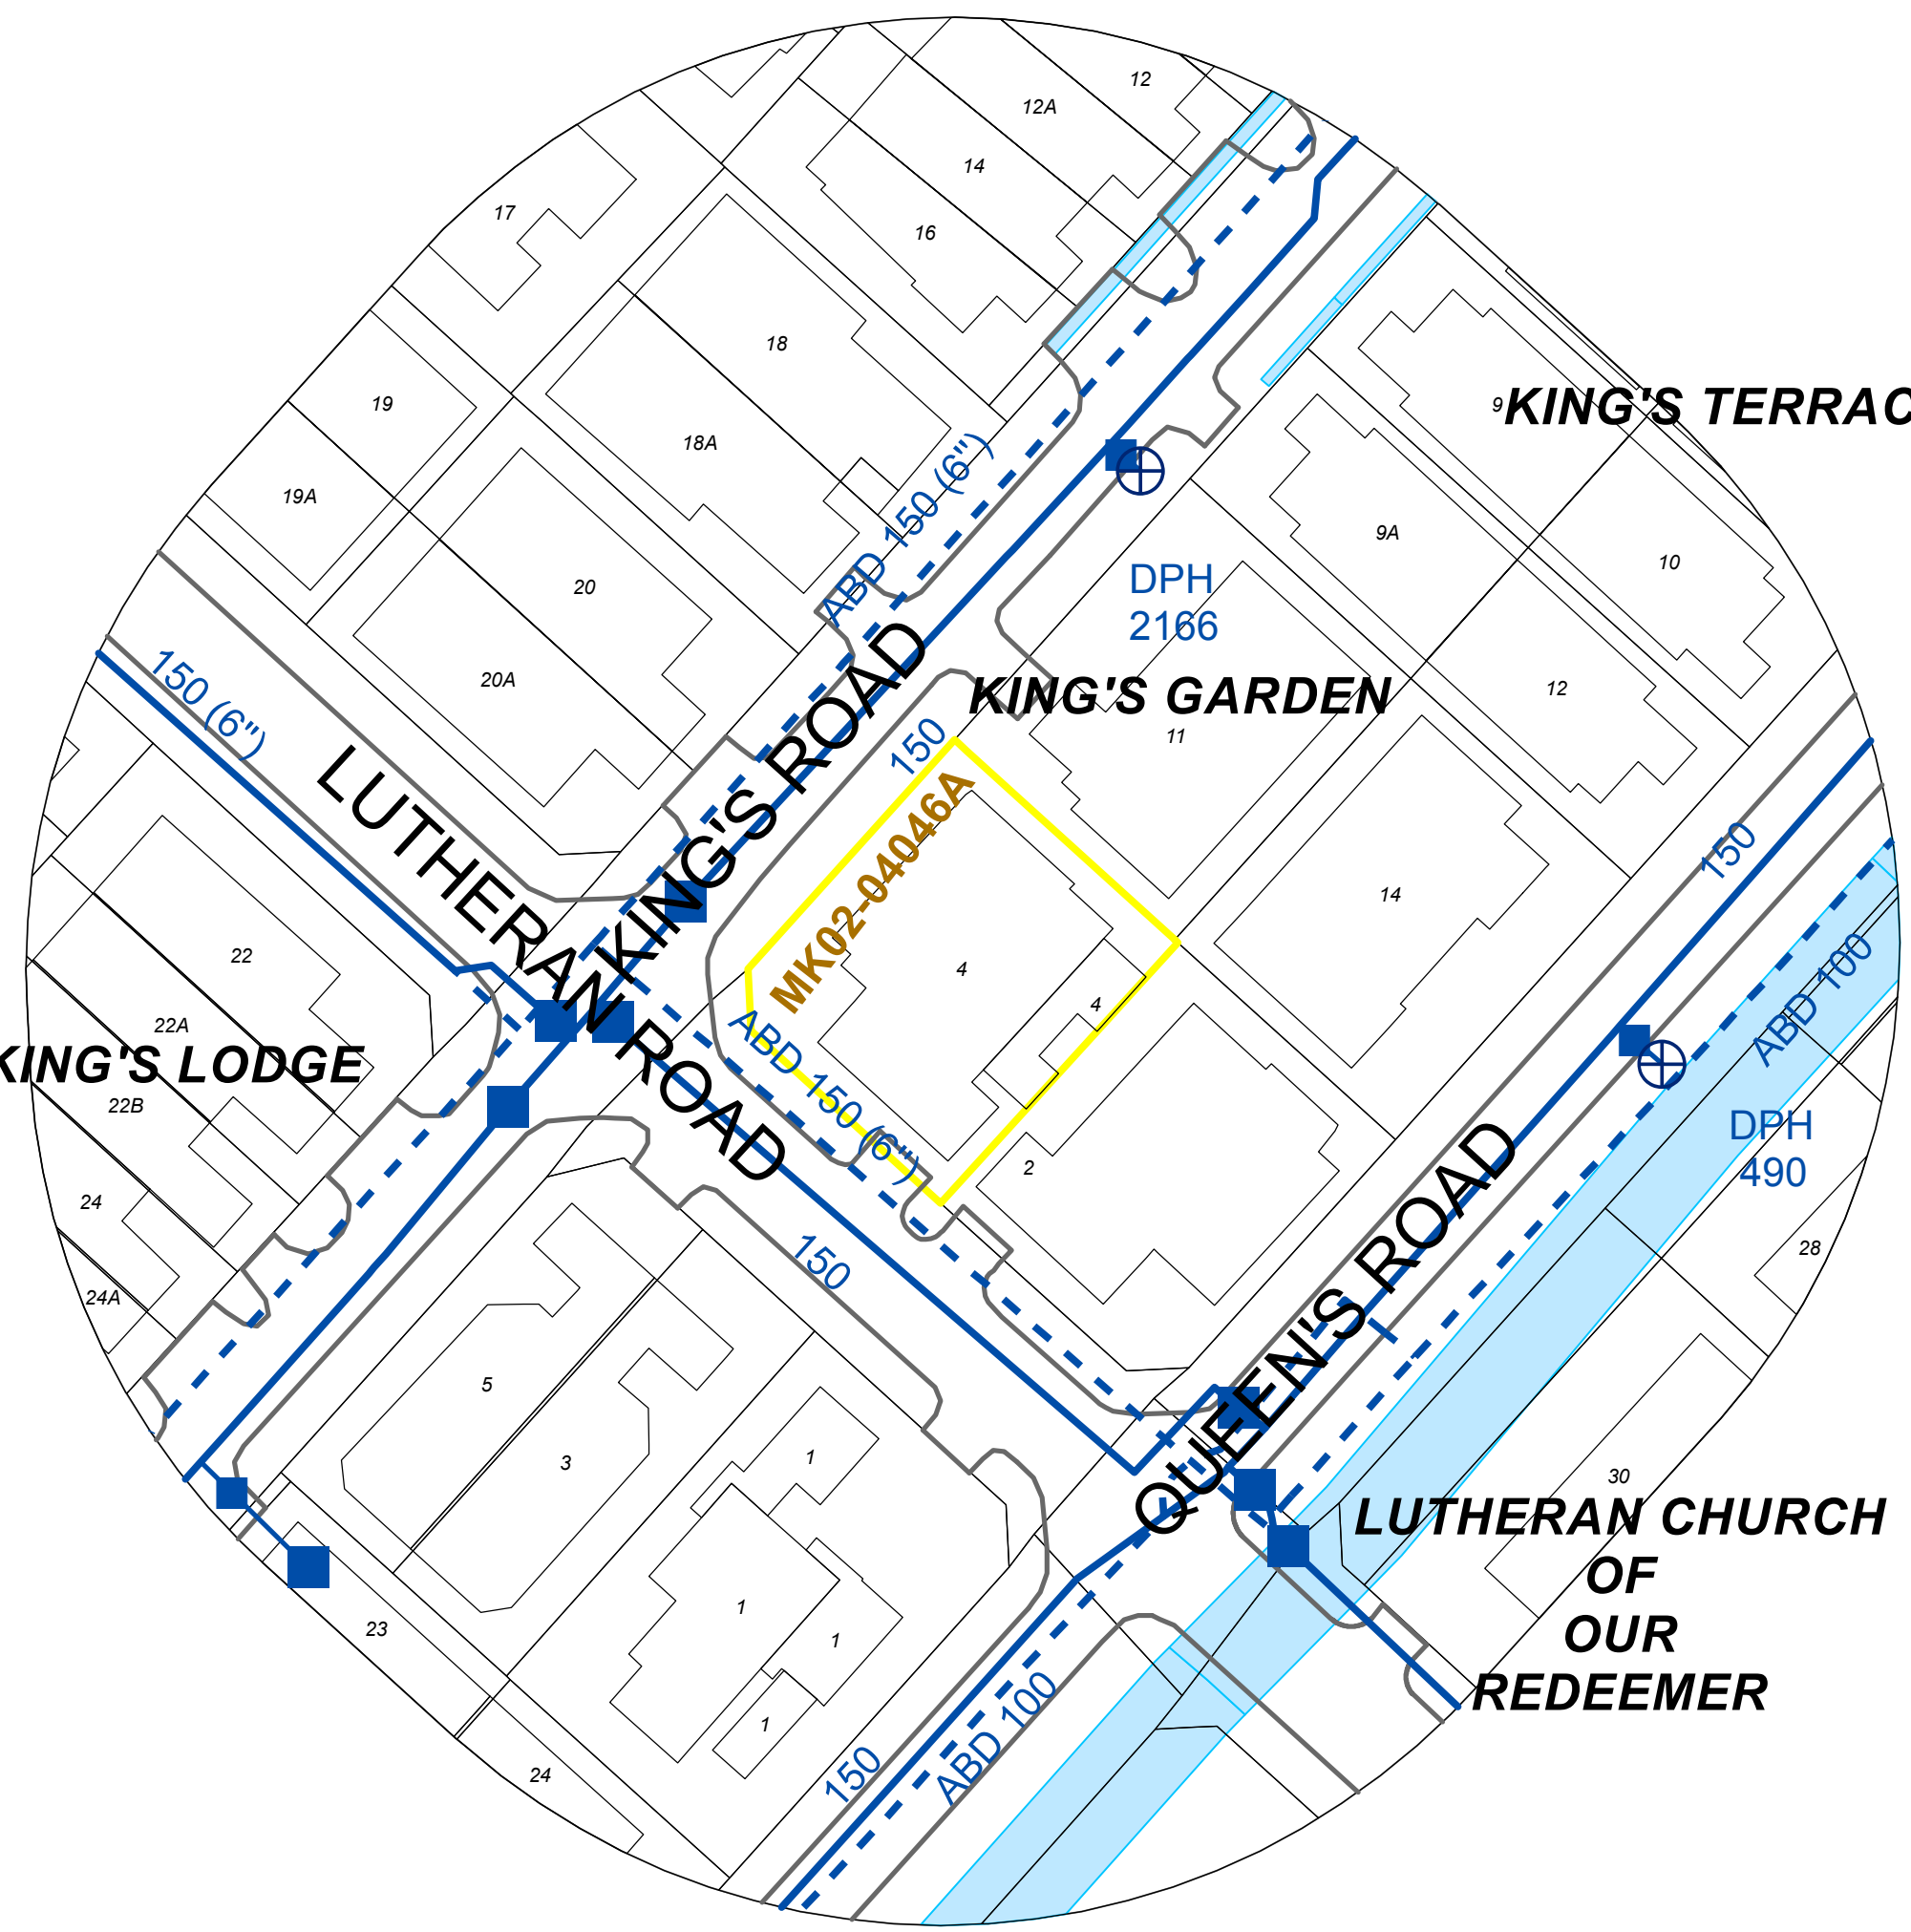 12
12A
14
17
16
18
19
9
KING'S TERRAC
18A
ABD 150 (6")
19A
9A
10
DPH
2166
20
20A
150 (6")
KING'S GARDEN
12
11
150
KING'S ROAD
LUTHERAN ROAD
MK02-04046A
150
14
22
4
4
ABD 100
22A
KING'S LODGE
22B
ABD 150 (6")
DPH
490
2
24
150
28
24A
QUEEN'S ROAD
5
3
1
30
LUTHERAN CHURCH
OF
OUR
REDEEMER
23
1
1
1
24
150
ABD 100